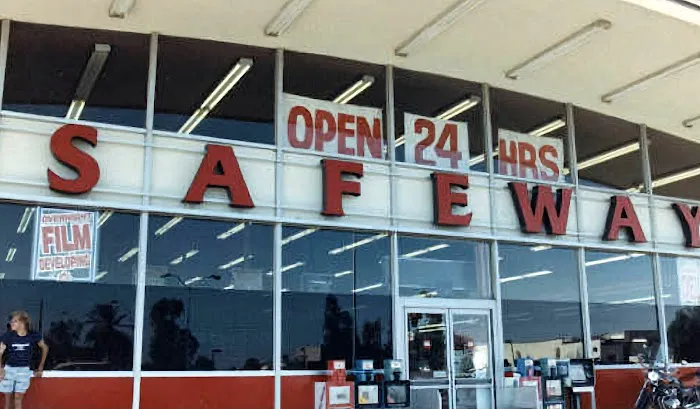 OPEN 24 HRS
SAFEWAY
OVERNIGHT
FILM
DEVELOPING